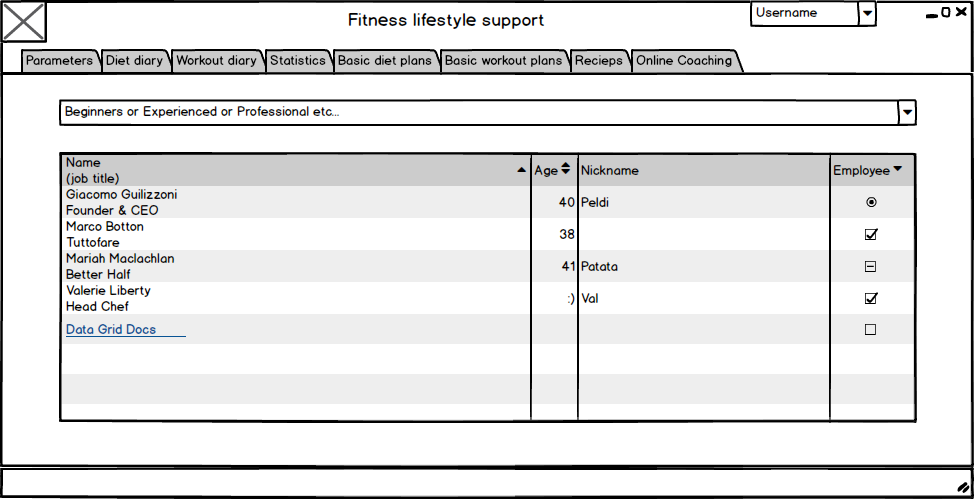 Fitness lifestyle support
Username
Parameters Diet diary Workout diary Statistics Basic diet plans Basic workout plans Recieps Online Coaching
Beginners or Experienced or Professional etc...
Name
(job title)
Age
Nickname
Employee
Giacomo Guilizzoni
Founder & CEO
40
Peldi
Marco Botton
Tuttofare
38
Mariah Maclachlan
Better Half
41
Patata
Valerie Liberty
Head Chef
:)
Val
Data Grid Docs